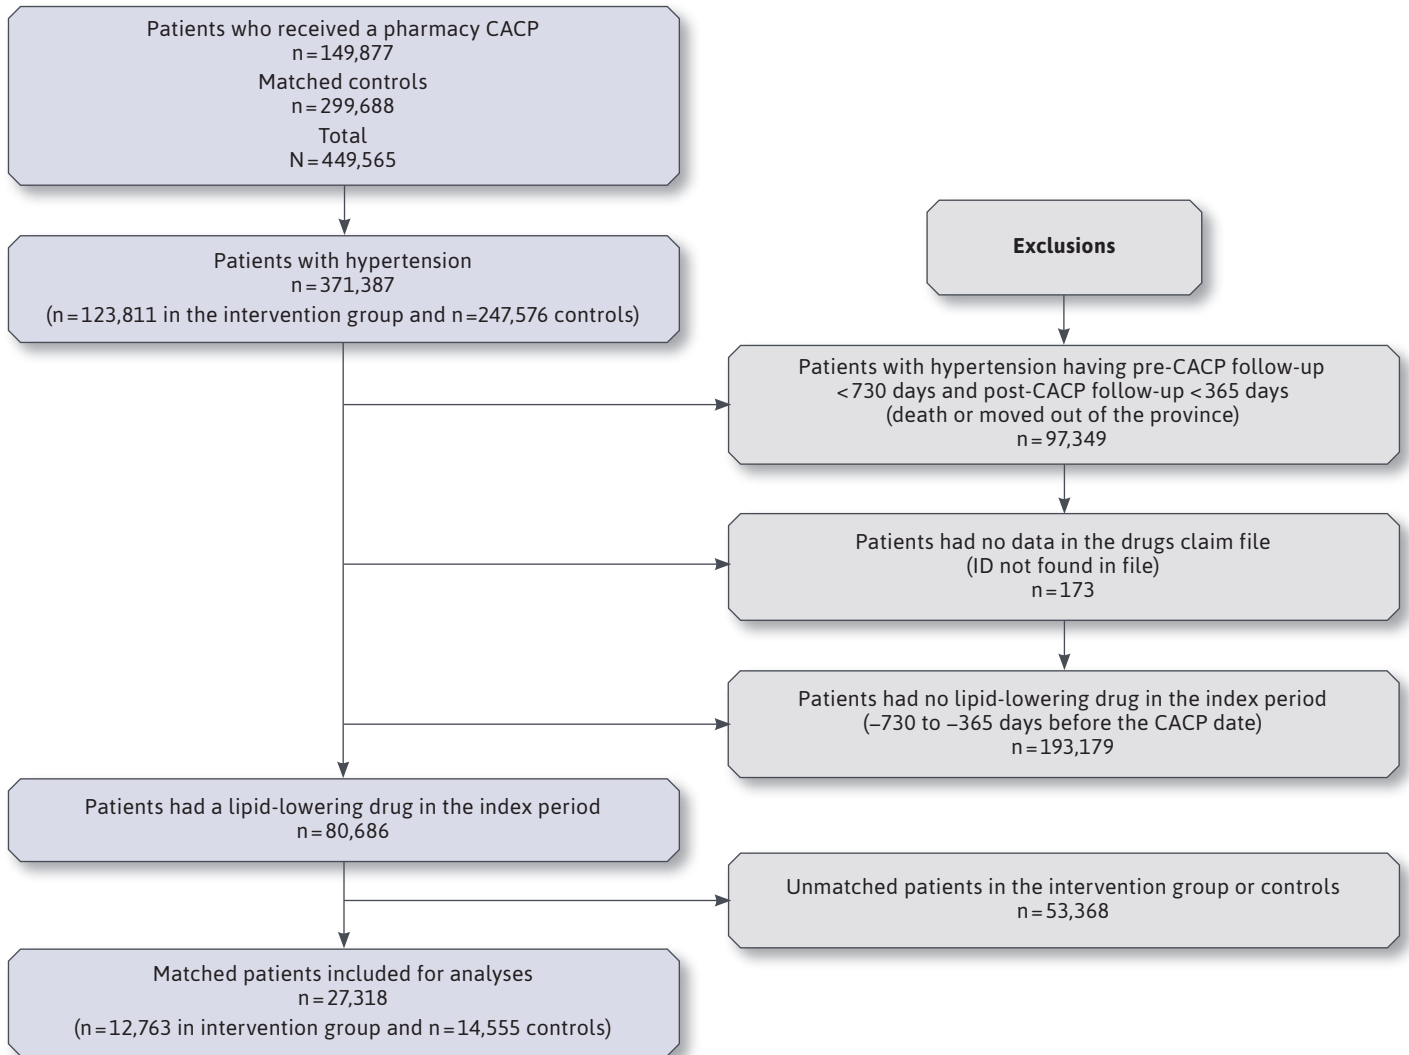 Patients who received a pharmacy CACP
n=149,877
Matched controls
n=299,688
Total
N=449,565
Patients with hypertension
n=371,387
(n=123,811 in the intervention group and n=247,576 controls)
Exclusions
Patients with hypertension having pre-CACP follow-up
<730 days and post-CACP follow-up <365 days
(death or moved out of the province)
n=97,349
Patients had no data in the drugs claim file
(ID not found in file)
n=173
Patients had no lipid-lowering drug in the index period
(–730 to –365 days before the CACP date)
n=193,179
Patients had a lipid-lowering drug in the index period
n=80,686
Unmatched patients in the intervention group or controls
n=53,368
Matched patients included for analyses
n=27,318
(n=12,763 in intervention group and n=14,555 controls)